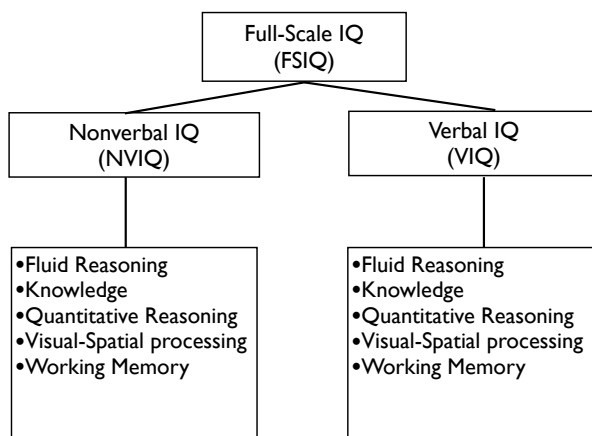 Full-Scale IQ
(FSIQ)
Nonverbal IQ
(NVIQ)
Verbal IQ
(VIQ)
•Fluid Reasoning
•Knowledge
•Quantitative Reasoning
•Visual-Spatial processing
•Working Memory
•Fluid Reasoning
•Knowledge
•Quantitative Reasoning
•Visual-Spatial processing
•Working Memory